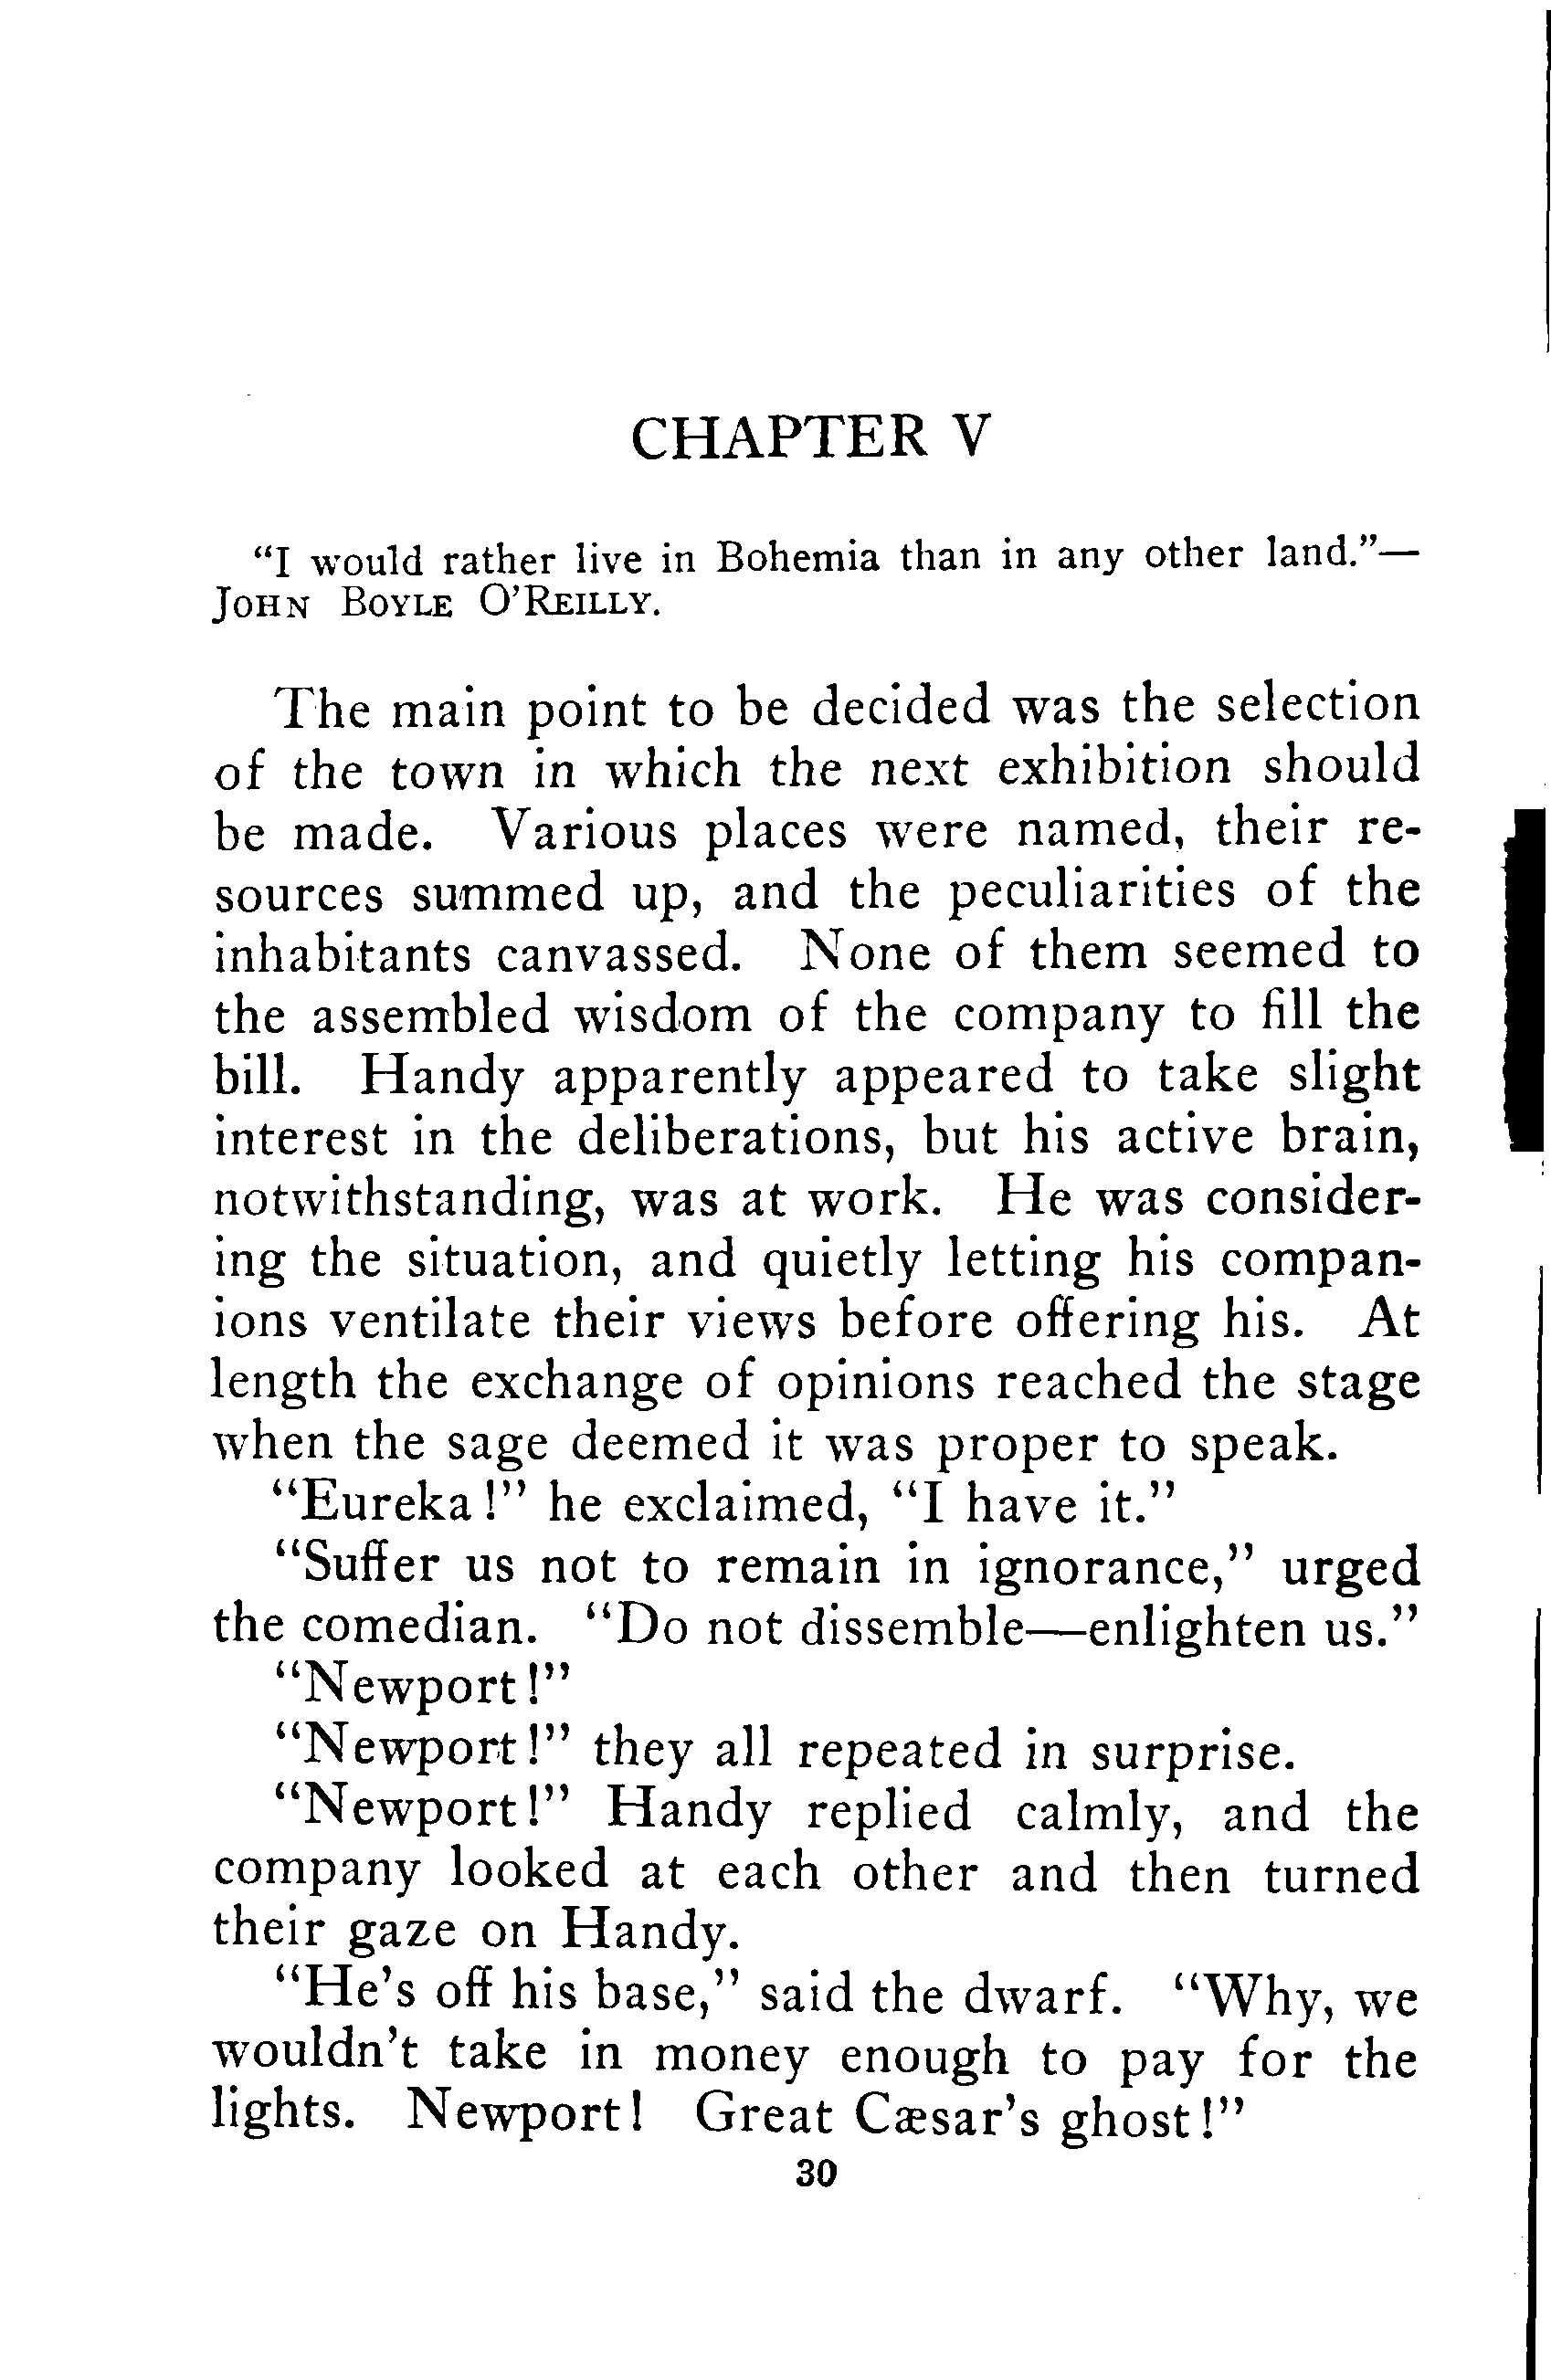 CHAPTER V
“I would rather live in Bohemia than in any other land.”—
JOHN BOYLE O’REILLY.
The main point to be decided was the selection
of the town in which the next exhibition should
be made. Various places were named, their re-
sources summed up, and the peculiarities of the
inhabitants canvassed. None of them seemed to
the assembled wisdom of the company to fill the
bill. Handy apparently appeared to take slight
interest in the deliberations, but his active brain,
notwithstanding, was at work. He was consider-
ing the situation, and quietly letting his compan-
ions ventilate their views before offering his. At
length the exchange of opinions reached the stage
when the sage deemed it was proper to speak.
“Eureka!” he exclaimed, “I have it.”
“Suffer us not to remain in ignorance,” urged
the comedian. “Do not dissemble—enlighten us.”
“Newport!”
“Newport!” they all repeated in surprise.
“Newport!” Handy replied calmly, and the
company looked at each other and then turned
their gaze on Handy.
“He’s off his base,” said the dwarf. “Why, we
wouldn’t take in money enough to pay for the
lights. Newport! Great Cæsar’s ghost!”
30